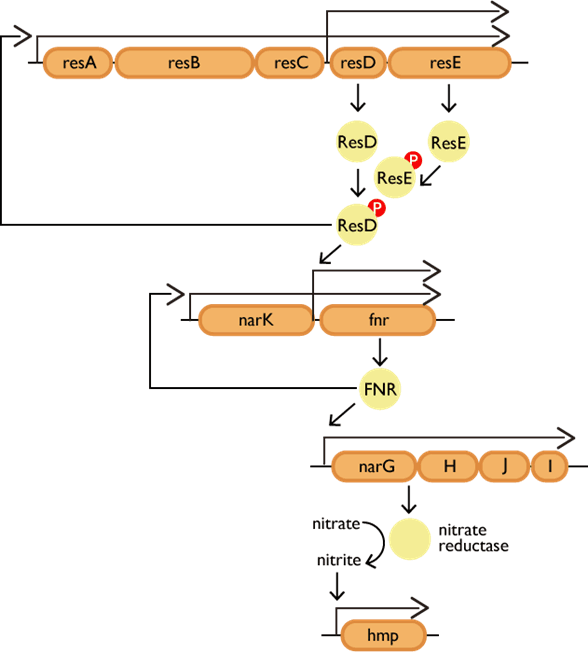 resA resB resC resD resE
ResD ResE
P
ResE
P
ResD
narK fnr
FNR
narG H J I
nitrate
nitrate
reductase
nitrite
hmp